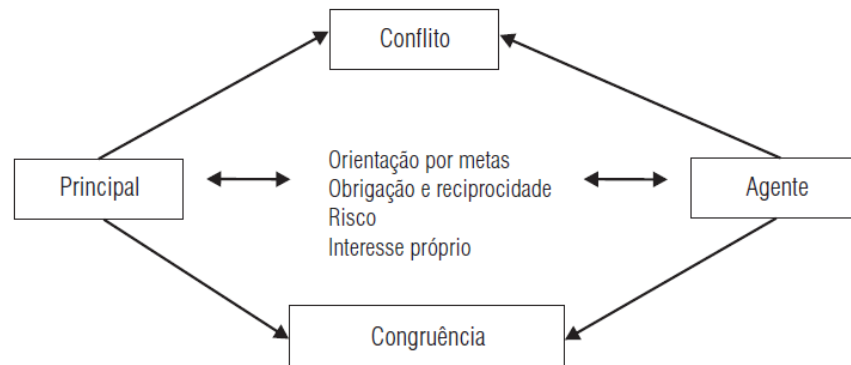 Conflito
Principal
Orientação por metas
Obrigação e reciprocidade
Risco
Interesse próprio
Agente
Congruência